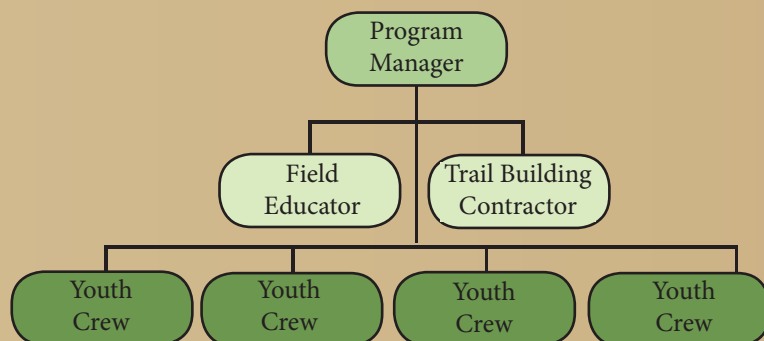 Program
Manager
Field
Educator
Trail Building
Contractor
Youth
Crew
Youth
Crew
Youth
Crew
Youth
Crew